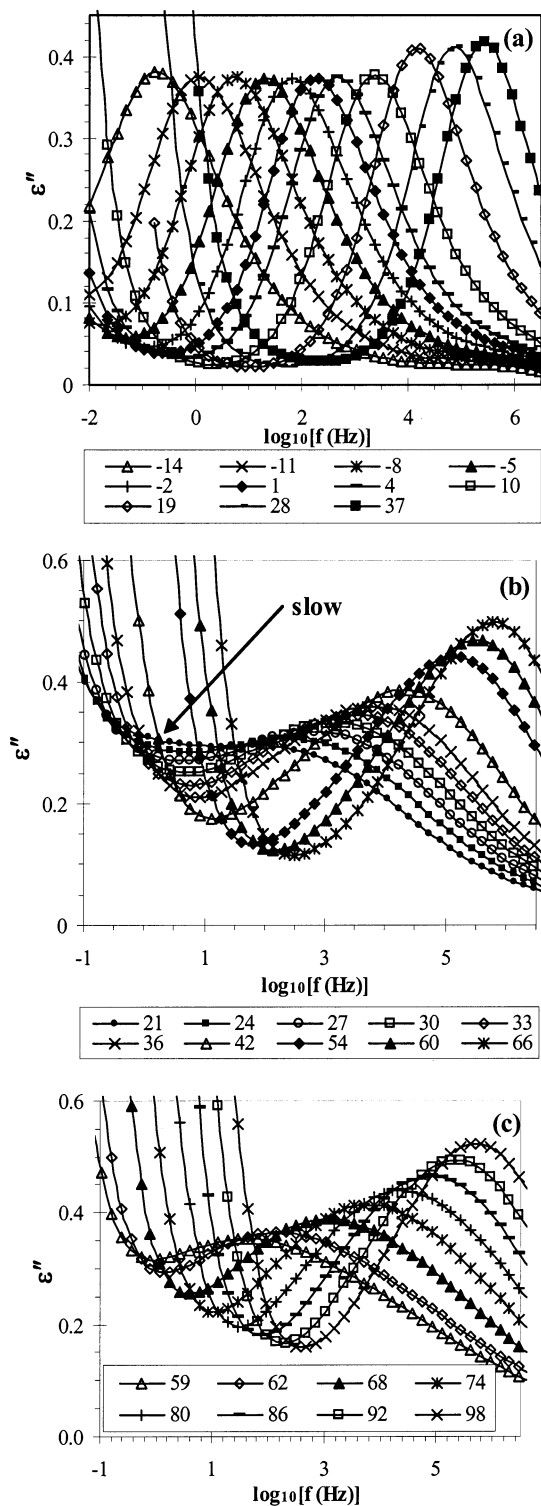 (a)
0.4
0.3
0.2
0.1
0
ε″
-2 0 2 4 6
log10[f (Hz)]
-14 -11 -8 -5
-2 1 4 10
19 28 37
(b)
0.6
0.4
0.2
0
ε″
slow
-1 1 3 5
log10[f (Hz)]
21 24 27 30 33
36 42 54 60 66
(c)
0.6
0.4
0.2
0.0
ε″
59 62 68 74
80 86 92 98
-1 1 3 5
log10[f (Hz)]